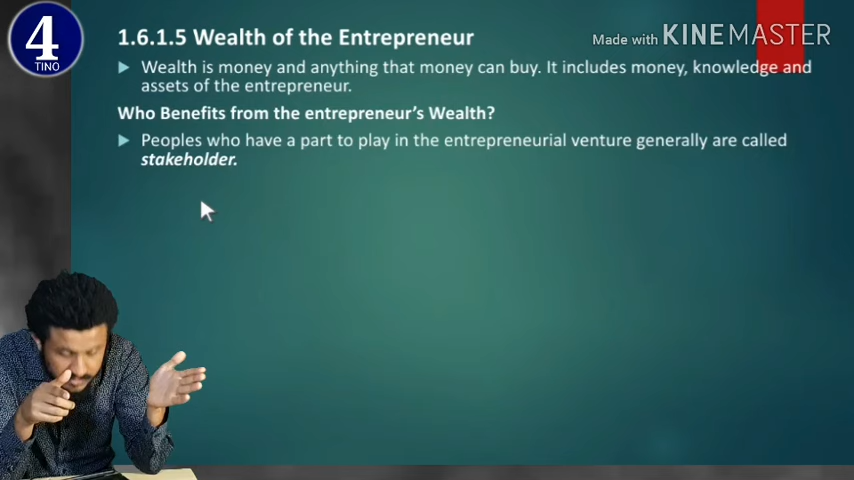 4
TINO
1.6.1.5 Wealth of the Entrepreneur
Made with KINEMASTER
Wealth is money and anything that money can buy. It includes money, knowledge and
assets of the entrepreneur.
Who Benefits from the entrepreneur's Wealth?
Peoples who have a part to play in the entrepreneurial venture generally are called
stakeholder.